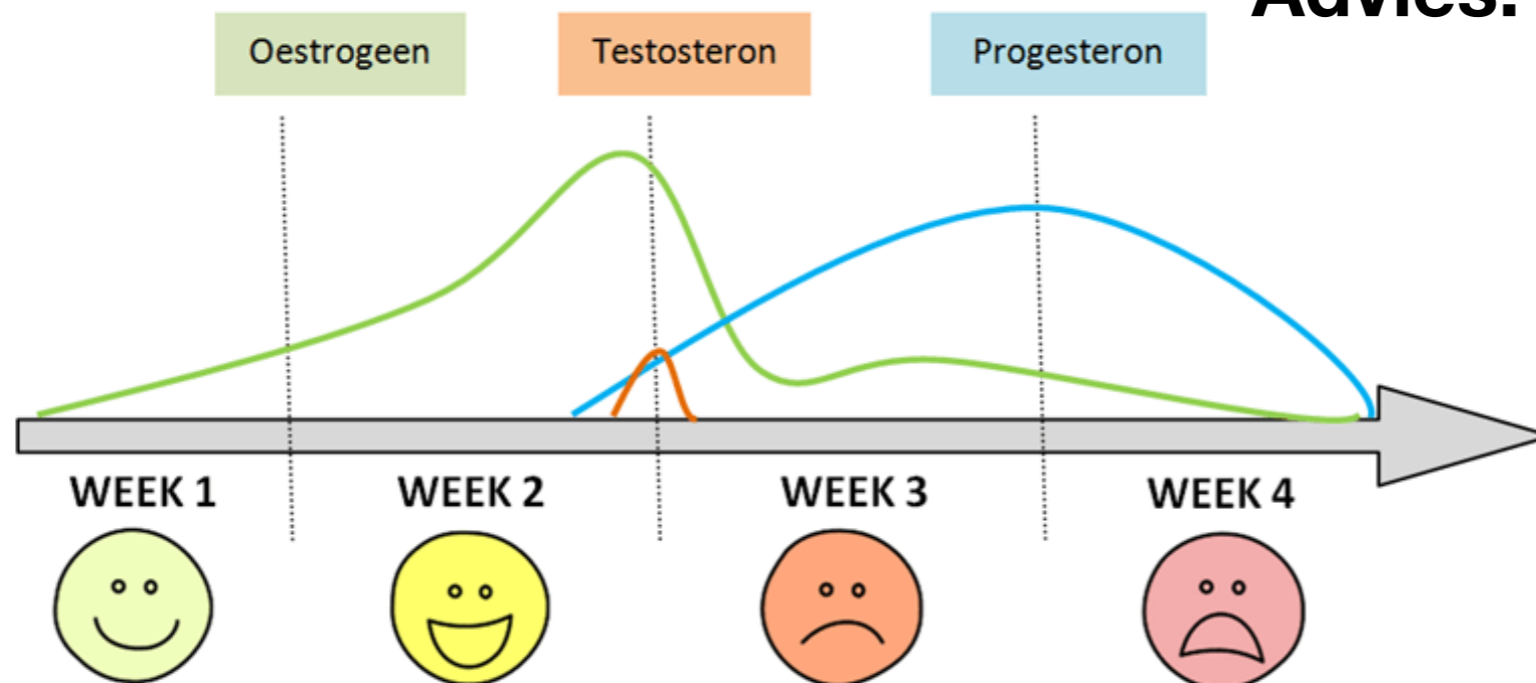 Advies:
Oestrogeen
Testosteron
Progesteron
WEEK 1
WEEK 2
WEEK 3
WEEK 4